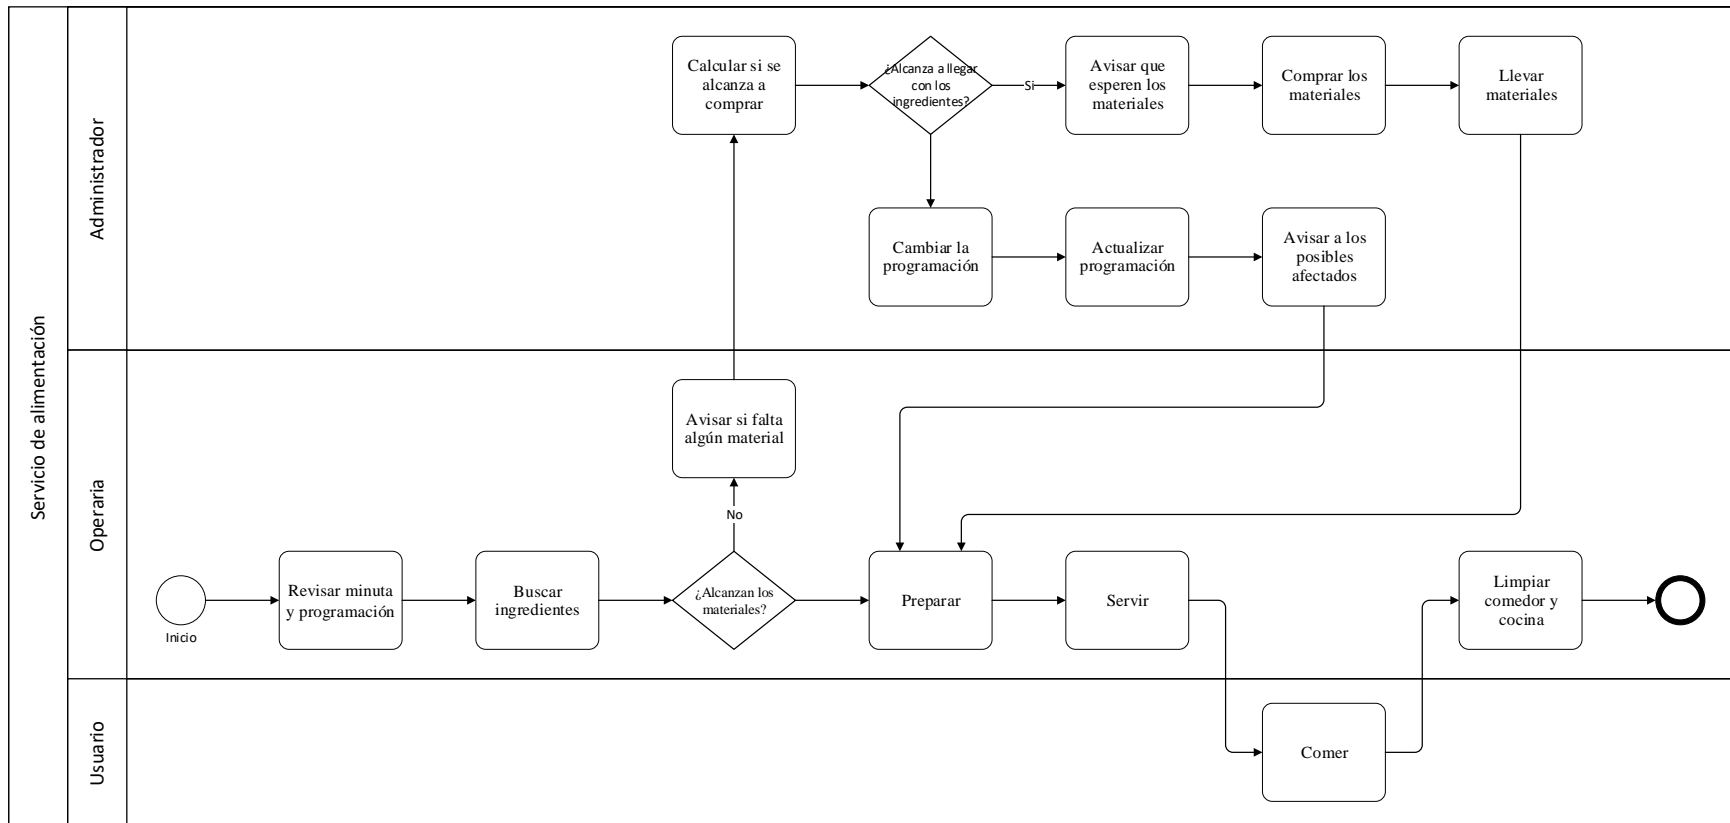 Servicio de alimentación
Administrador
Calcular si se
alcanza a
comprar
¿Alcanza a llegar
con los
ingredientes?
Si
Avisar que
esperen los
materiales
Comprar los
materiales
Llevar
materiales
Cambiar la
programación
Actualizar
programación
Avisar a los
posibles
afectados
Operaria
Avisar si falta
algún material
No
Inicio
Revisar minuta
y programación
Buscar
ingredientes
¿Alcanzan los
materiales?
Preparar
Servir
Limpiar
comedor y
cocina
Usuario
Comer